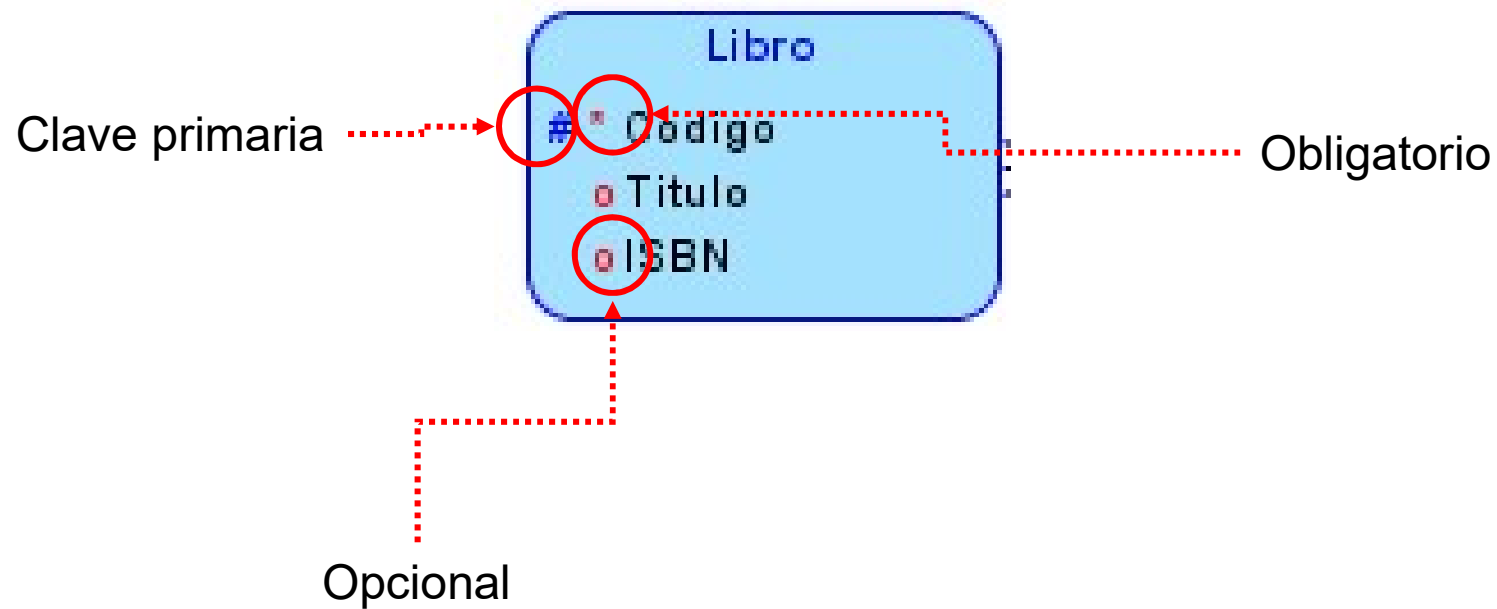 Libro
Clave primaria
# * Codigo
Obligatorio
o Titulo
o ISBN
Opcional